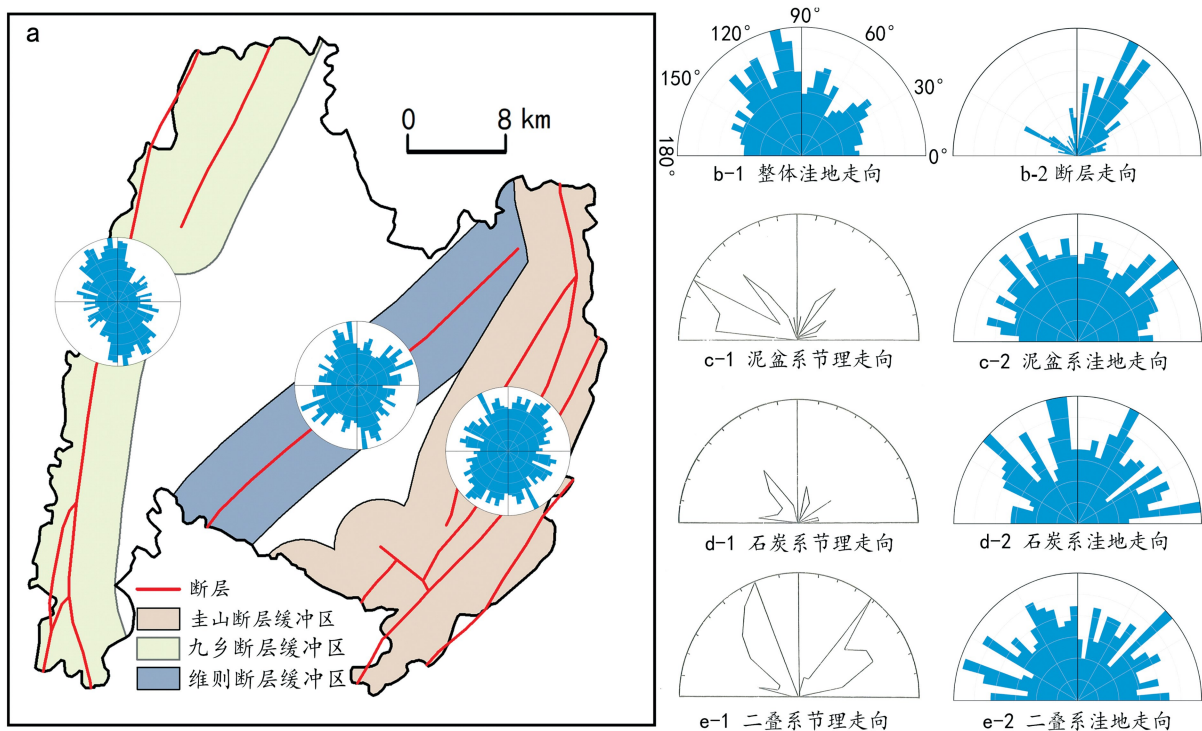 a
0 8 km
断层
圭山断层缓冲区
九乡断层缓冲区
维则断层缓冲区
90°
120° 60°
150° 30°
180° 0°
b-1 整体洼地走向
b-2 断层走向
c-1 泥盆系节理走向
c-2 泥盆系洼地走向
d-1 石炭系节理走向
d-2 石炭系洼地走向
e-1 二叠系节理走向
e-2 二叠系洼地走向